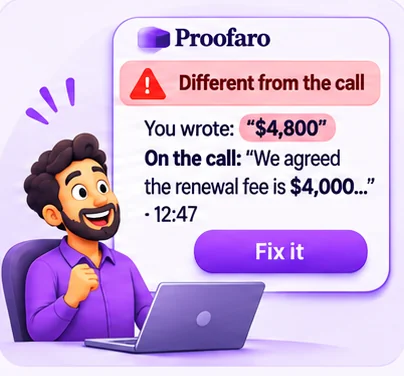 Proofaro
Different from the call
You wrote: “$4,800”
On the call: “We agreed
the renewal fee is $4,000...”
· 12:47
Fix it